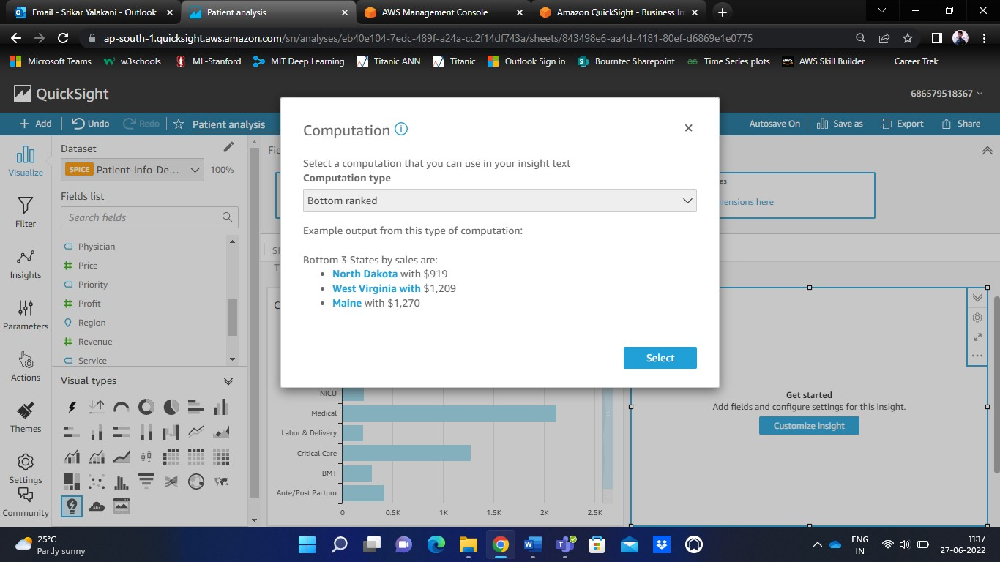 Email - Srikar Yalakani - Outlook
Patient analysis
AWS Management Console
Amazon QuickSight - Business In
ap-south-1.quicksight.aws.amazon.com/sn/analyses/eb40e104-7edc-489f-a24a-cc2f14df743a/sheets/843498e6-aa4d-4181-80ef-d6869e1e0775
Microsoft Teams
w3schools
ML-Stanford
MIT Deep Learning
Titanic ANN
Titanic
Outlook Sign in
Bourntec Sharepoint
Time Series plots
AWS Skill Builder
Career Trek
QuickSight
686579518367
+ Add
Undo
Redo
Patient analysis
Autosave On
Save as
Export
Share
Visualize
Filter
Insights
Parameters
Actions
Themes
Settings
Community
Dataset
SPICE Patient-Info-De...
100%
Fields list
Search fields
Physician
Price
Priority
Profit
Region
Revenue
Service
Visual types
Fie
es
mensions here
Sh
T
C
Computation
Select a computation that you can use in your insight text
Computation type
Bottom ranked
Example output from this type of computation:
Bottom 3 States by sales are:
• North Dakota with $919
• West Virginia with $1,209
• Maine with $1,270
Select
NICU
Medical
Labor & Delivery
Critical Care
BMT
Ante/Post Partum
0 0.5K 1K 1.5K 2K 2.5K
Get started
Add fields and configure settings for this insight.
Customize insight
25°C
Partly sunny
ENG
IN
11:17
27-06-2022